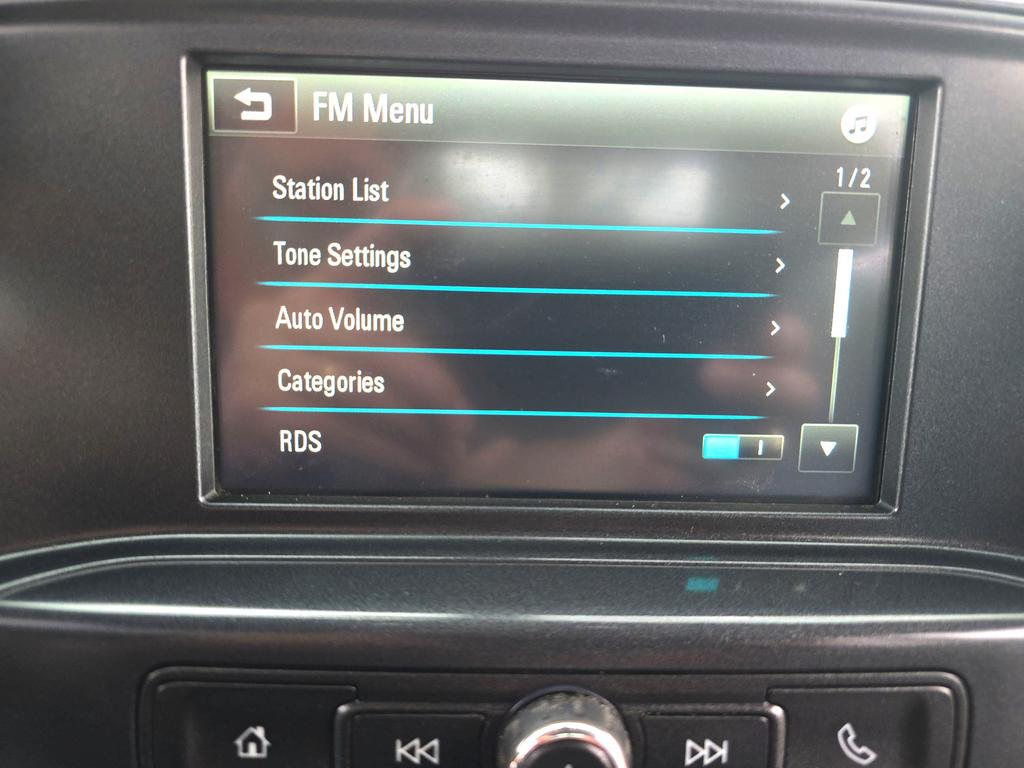 FM Menu
1/2
Station List
Tone Settings
Auto Volume
Categories
RDS